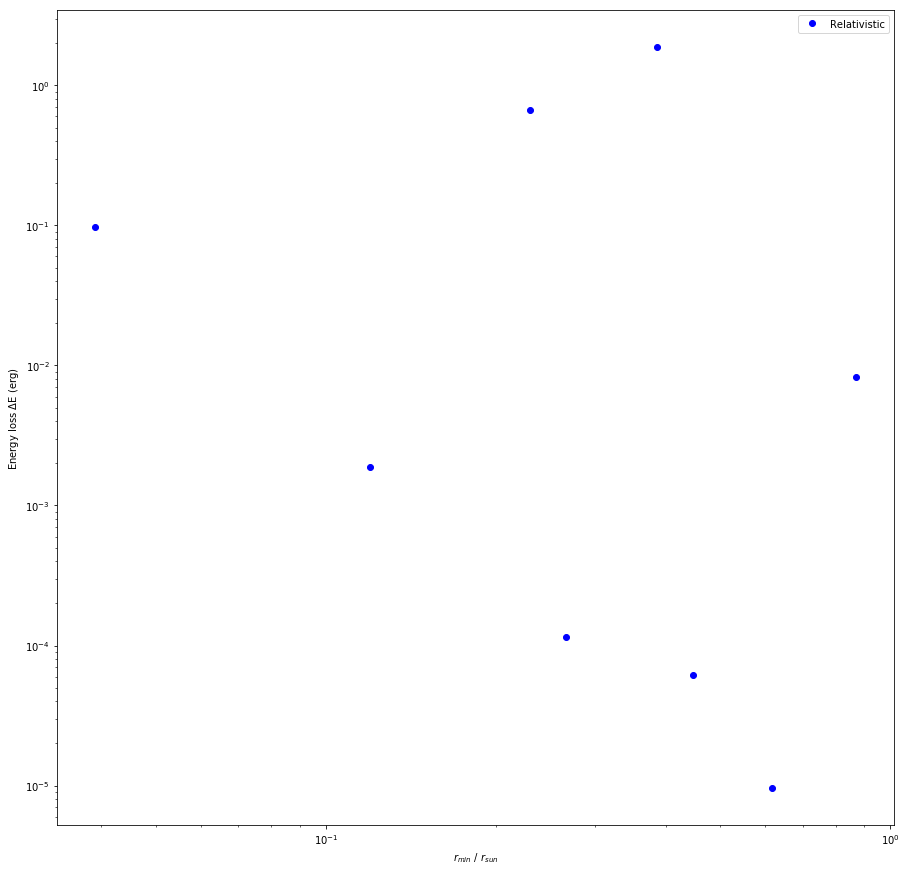 Relativistic
10⁰
10⁻¹
10⁻²
10⁻³
10⁻⁴
10⁻⁵
Energy loss ΔE (erg)
10⁻¹
10⁰
r_min / r_sun